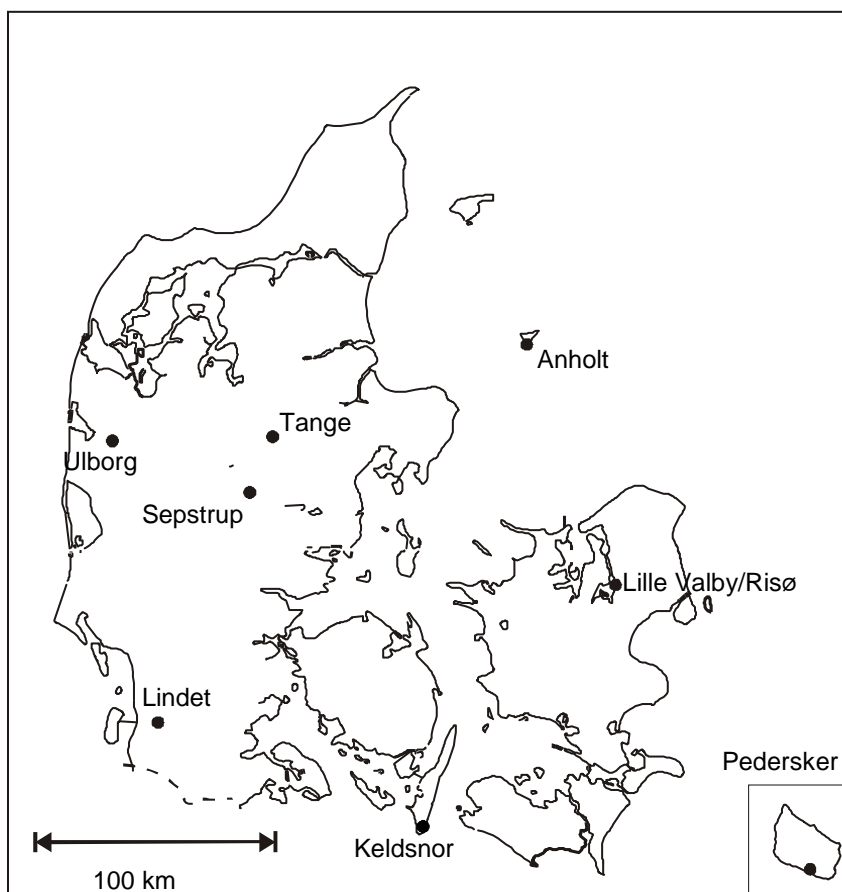 Anholt
Tange
Ulborg
Sepstrup
Lille Valby/Risø
Lindet
Pedersker
Keldsnor
100 km